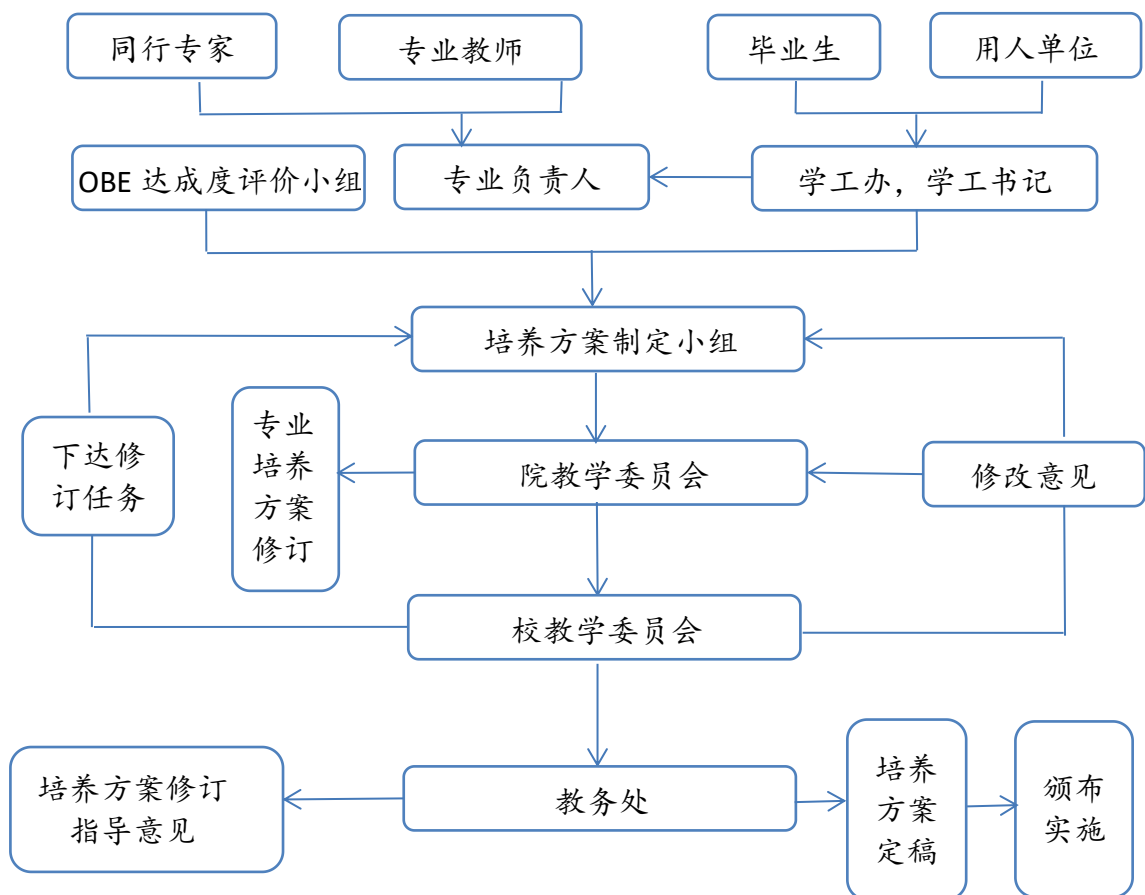 同行专家
专业教师
毕业生
用人单位
OBE 达成度评价小组
专业负责人
学工办，学工书记
培养方案制定小组
下达修
订任务
专业
培养
方案
修订
院教学委员会
修改意见
校教学委员会
培养方案修订
指导意见
教务处
培养
方案
定稿
颁布
实施